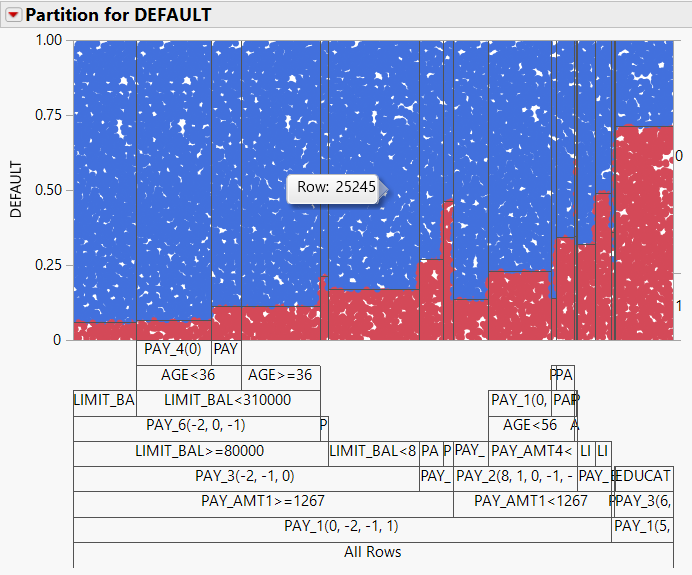 Partition for DEFAULT
1.00
0.75
0.50
0.25
0
DEFAULT
Row: 25245
0
1
PAY_4(0) PAY
AGE<36 AGE>=36 PA
LIMIT_BA LIMIT_BAL<310000 PAY_1(0, PA
PAY_6(-2, 0, -1) P AGE<56 A
LIMIT_BAL>=80000 LIMIT_BAL<8 PA P PAY_ PAY_AMT4< LI LI
PAY_3(-2, -1, 0) PAY_ PAY_2(8, 1, 0, -1, - PAY_ EDUCAT
PAY_AMT1>=1267 PAY_AMT1<1267 PAY_3(6,
PAY_1(0, -2, -1, 1) PAY_1(5,
All Rows